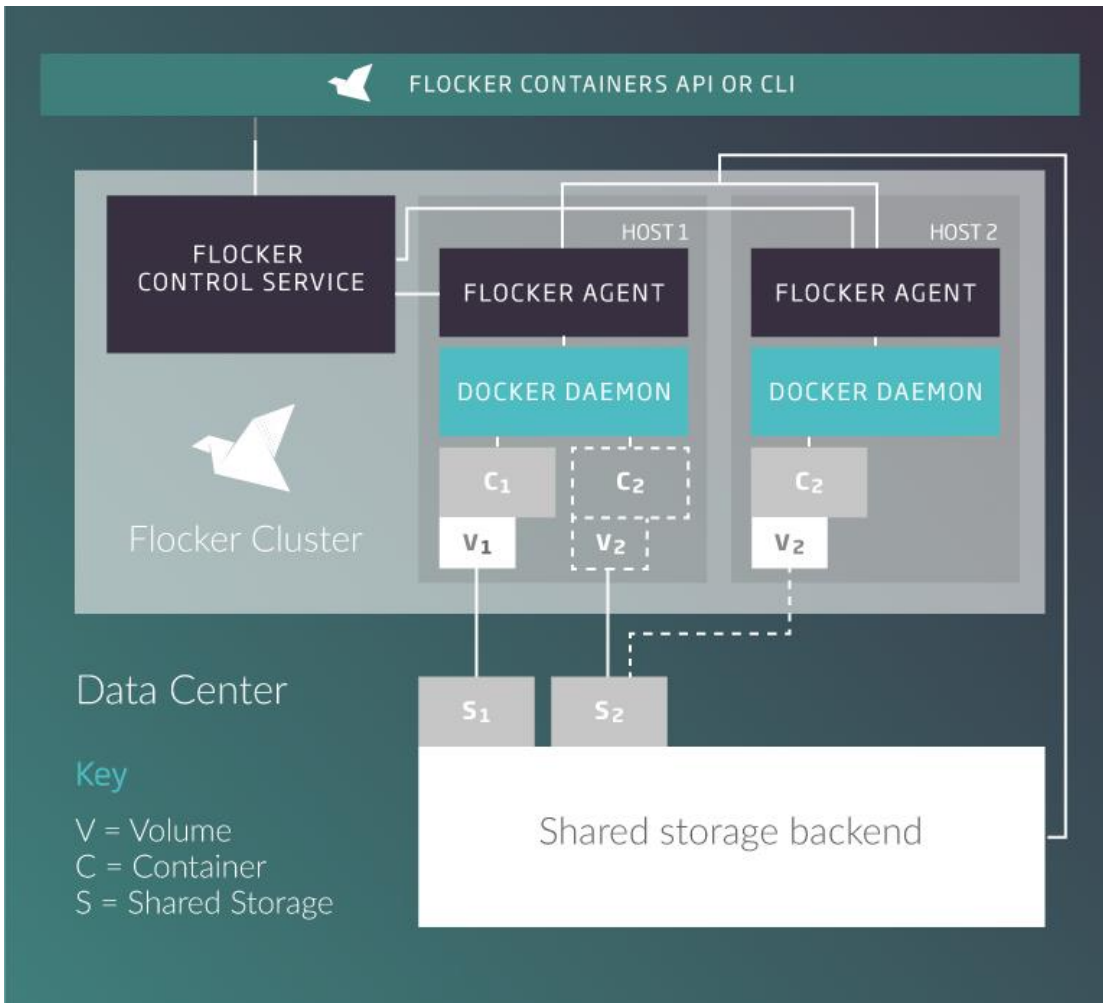 FLOCKER CONTAINERS API OR CLI
FLOCKER
CONTROL SERVICE
HOST 1
FLOCKER AGENT
DOCKER DAEMON
C1
C2
V1
V2
HOST 2
FLOCKER AGENT
DOCKER DAEMON
C2
V2
Flocker Cluster
Data Center
S1
S2
Shared storage backend
Key
V = Volume
C = Container
S = Shared Storage